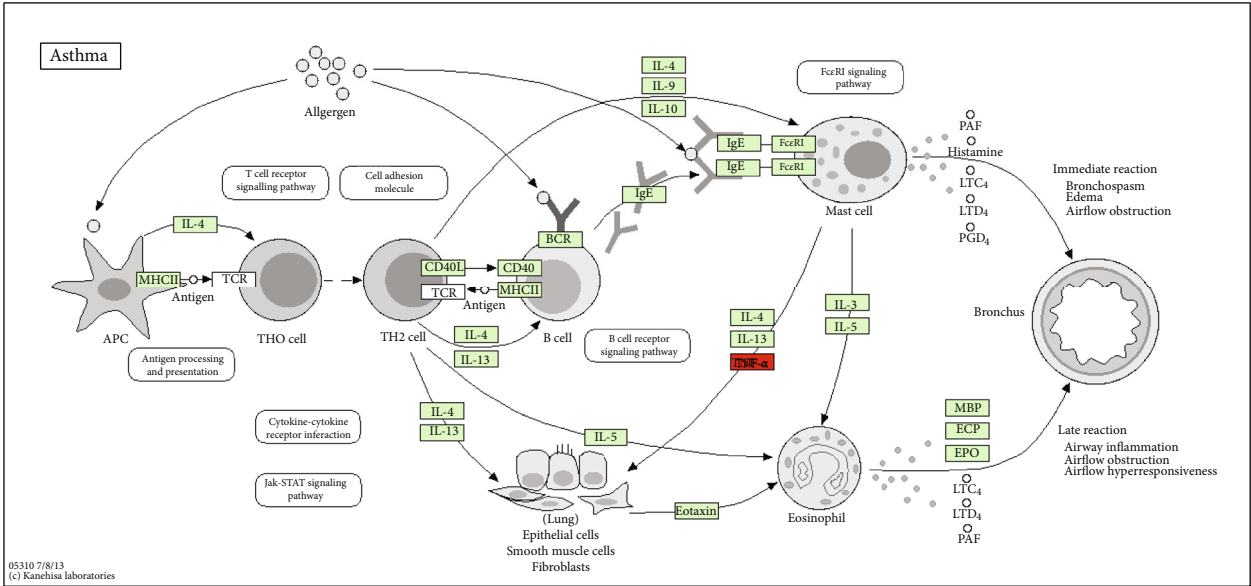 Asthma
Allgergen
IL-4
IL-9
IL-10
FcεRI signaling
pathway
T cell receptor
signalling pathway
Cell adhesion
molecule
IgE
FcεRI
IgE
FcεRI
IgE
Mast cell
PAF
Histamine
LTC4
LTD4
PGD4
Immediate reaction
Bronchospasm
Edema
Airflow obstruction
IL-4
BCR
MHCII
Antigen
TCR
CD40L
CD40
TCR
Antigen
MHCII
APC
THO cell
TH2 cell
B cell
IL-4
IL-13
Antigen processing
and presentation
B cell receptor
signaling pathway
IL-4
IL-13
IL-3
IL-5
Bronchus
Cytokine-cytokine
receptor inferaction
IL-4
IL-13
IL-5
Jak-STAT signaling
pathway
Eotaxin
(Lung)
Epithelial cells
Smooth muscle cells
Fibroblasts
Eosinophil
MBP
ECP
EPO
LTC4
LTD4
PAF
Late reaction
Airway inflammation
Airflow obstruction
Airflow hyperresponsiveness
05310 7/8/13
(c) Kanehisa laboratories